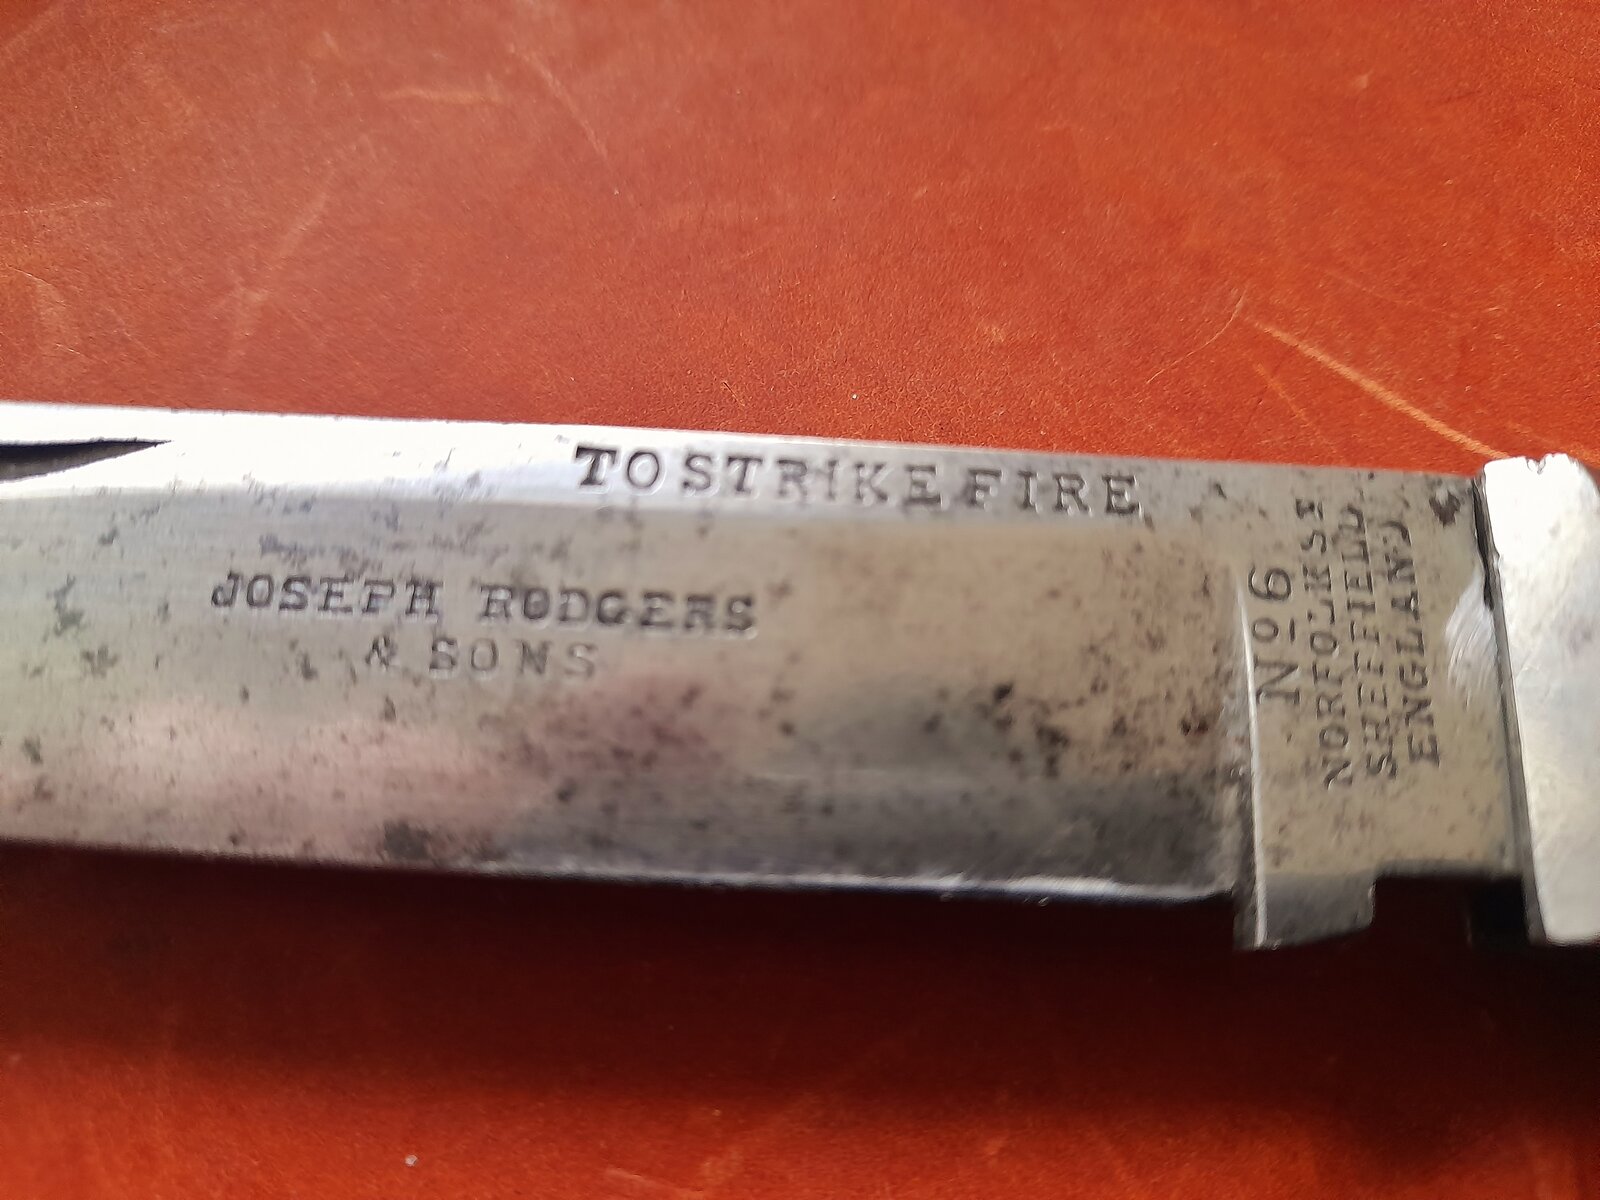 TO STRIKE FIRE
JOSEPH RODGERS
& SONS
No 6
NORFOLK ST
SHEFFIELD
ENGLAND